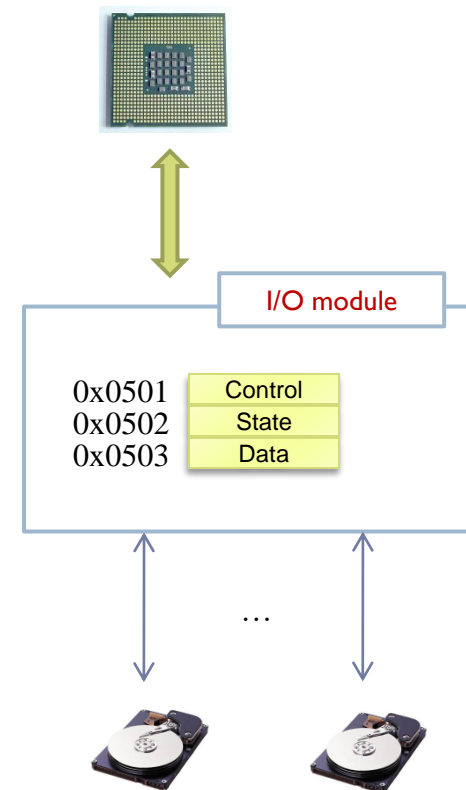 I/O module
0x0501 Control
0x0502 State
0x0503 Data
…